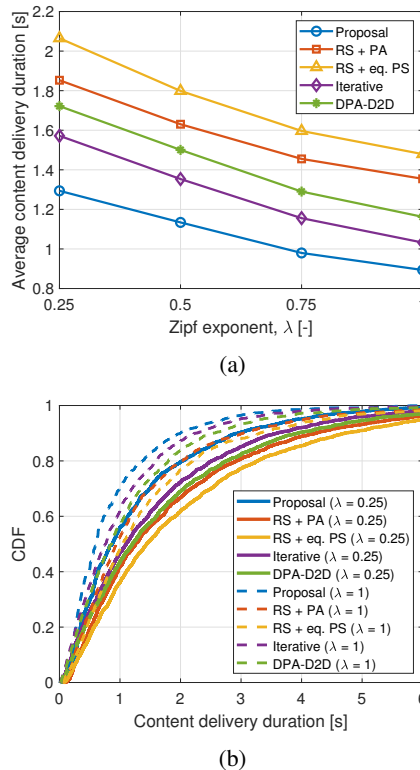 2.2
2
1.8
1.6
1.4
1.2
1
0.8
0.25
0.5
0.75
1
Average content delivery duration [s]
Zipf exponent, λ [-]
Proposal
RS + PA
RS + eq. PS
Iterative
DPA-D2D
(a)
1
0.8
0.6
0.4
0.2
0
0
1
2
3
4
5
6
CDF
Content delivery duration [s]
Proposal (λ = 0.25)
RS + PA (λ = 0.25)
RS + eq. PS (λ = 0.25)
Iterative (λ = 0.25)
DPA-D2D (λ = 0.25)
Proposal (λ = 1)
RS + PA (λ = 1)
RS + eq. PS (λ = 1)
Iterative (λ = 1)
DPA-D2D (λ = 1)
(b)